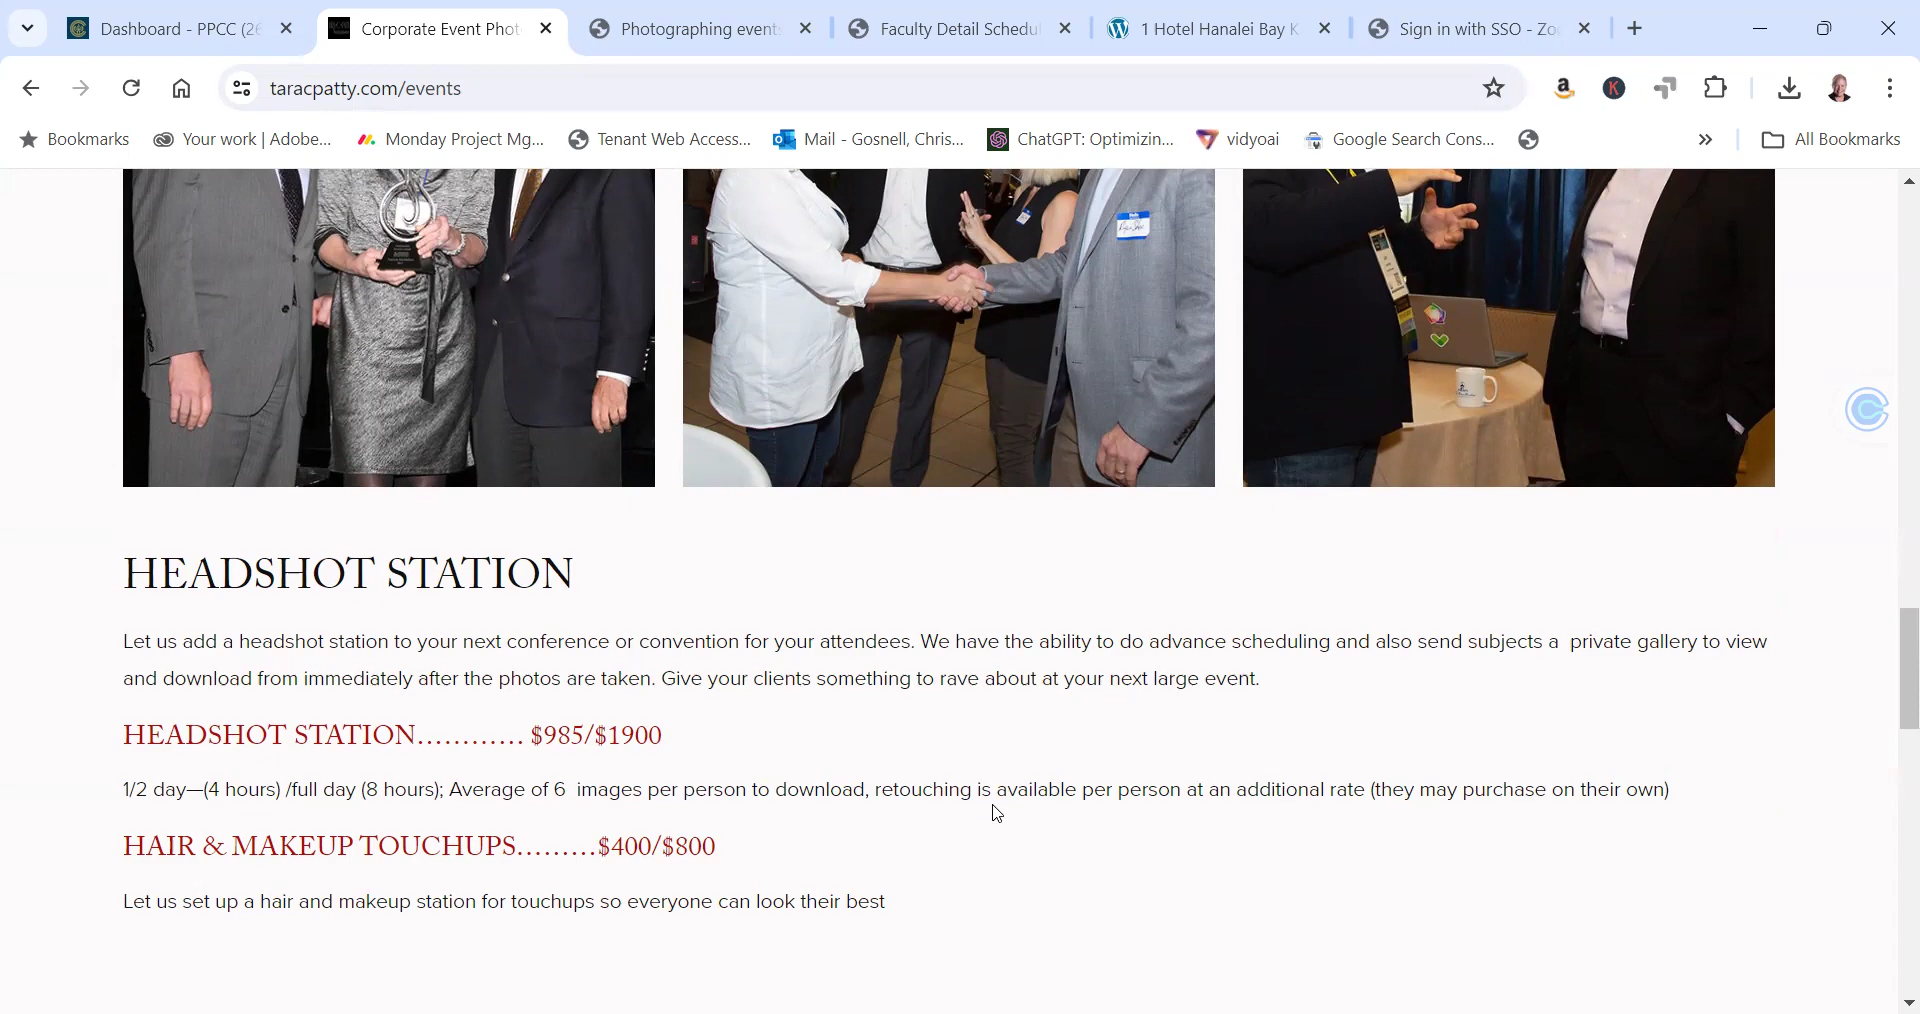 Dashboard - PPCC (26
Corporate Event Phot
Photographing event
Faculty Detail Schedul
1 Hotel Hanalei Bay K
Sign in with SSO - Zo
taracpatty.com/events
Bookmarks
Your work | Adobe...
Monday Project Mg...
Tenant Web Access...
Mail - Gosnell, Chris...
ChatGPT: Optimizin...
vidyoai
Google Search Cons...
All Bookmarks
HEADSHOT STATION
Let us add a headshot station to your next conference or convention for your attendees. We have the ability to do advance scheduling and also send subjects a private gallery to view
and download from immediately after the photos are taken. Give your clients something to rave about at your next large event.
HEADSHOT STATION............ $985/$1900
1/2 day—(4 hours) /full day (8 hours); Average of 6 images per person to download, retouching is available per person at an additional rate (they may purchase on their own)
HAIR & MAKEUP TOUCHUPS.........$400/$800
Let us set up a hair and makeup station for touchups so everyone can look their best